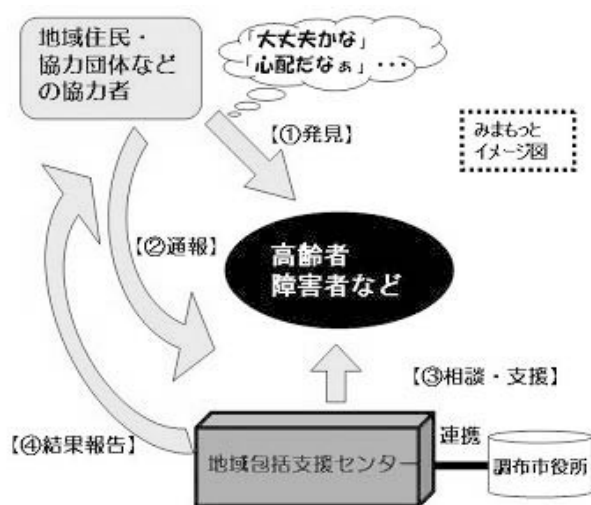 地域住民・
協力団体など
の協力者
「大丈夫かな」
「心配だなぁ」・・・
【①発見】
みまもっと
イメージ図
【②通報】
高齢者
障害者など
【③相談・支援】
【④結果報告】
地域包括支援センター
連携
調布市役所